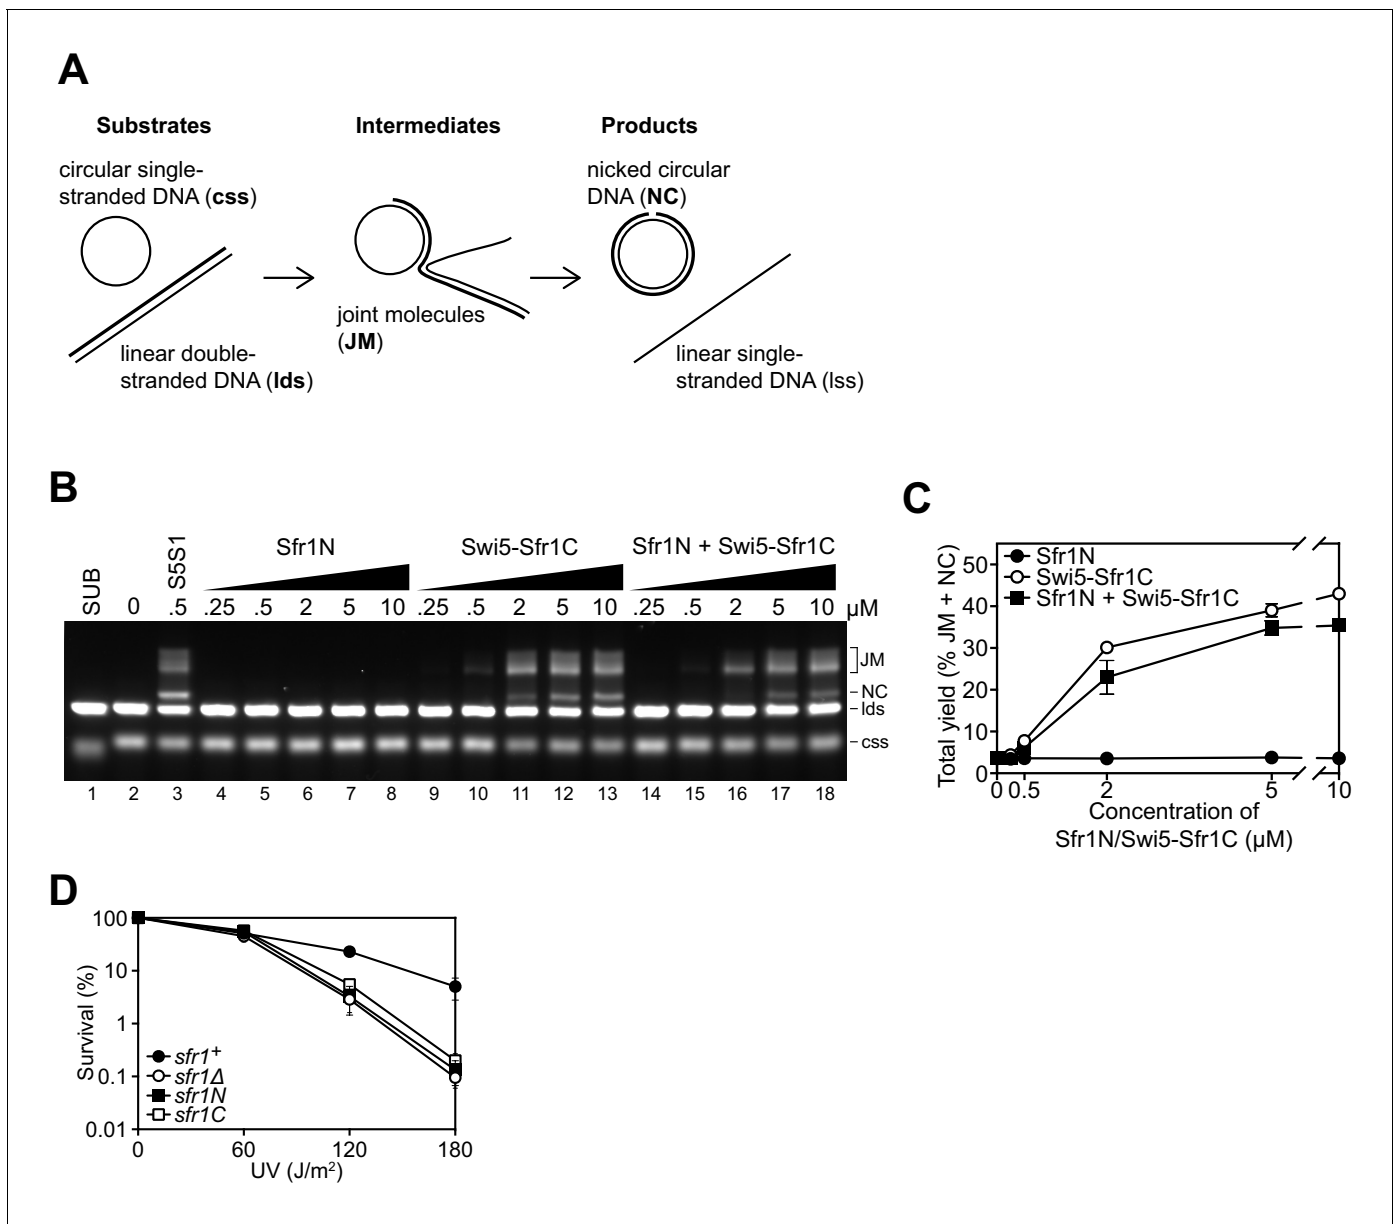 A
Substrates Intermediates Products
circular single-
stranded DNA (css)
nicked circular
DNA (NC)
joint molecules
(JM)
linear double-
stranded DNA (lds)
linear single-
stranded DNA (lss)
B
SUB
S5S1
Sfr1N Swi5-Sfr1C Sfr1N + Swi5-Sfr1C
0 .5 .25 .5 2 5 10 .25 .5 2 5 10 .25 .5 2 5 10 µM
JM
NC
lds
css
1 2 3 4 5 6 7 8 9 10 11 12 13 14 15 16 17 18
C
Total yield (% JM + NC)
50
40
30
20
10
0
Sfr1N
Swi5-Sfr1C
Sfr1N + Swi5-Sfr1C
0 0.5 2 5 10
Concentration of
Sfr1N/Swi5-Sfr1C (µM)
D
Survival (%)
100
10
1
0.1
0.01
sfr1+
sfr1Δ
sfr1N
sfr1C
0 60 120 180
UV (J/m²)